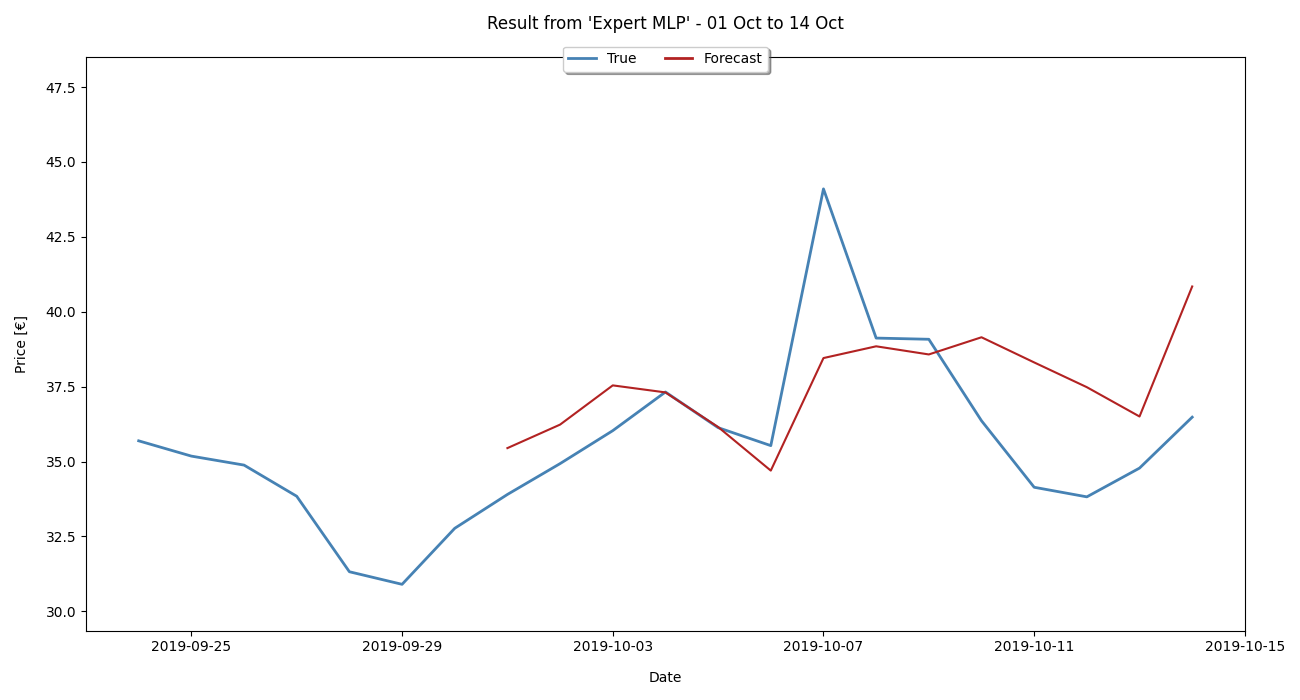 Result from 'Expert MLP' - 01 Oct to 14 Oct
True Forecast
47.5
45.0
42.5
40.0
37.5
35.0
32.5
30.0
Price [€]
2019-09-25 2019-09-29 2019-10-03 2019-10-07 2019-10-11 2019-10-15
Date